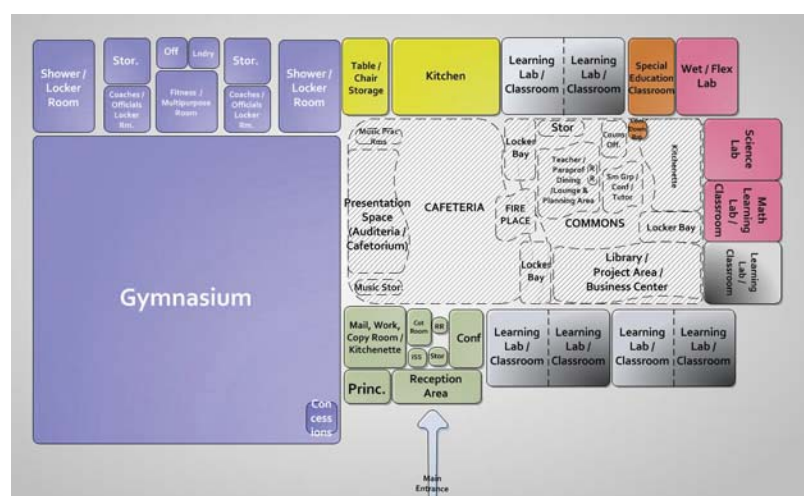 Shower /
Locker
Room
Stor.
Coaches /
Officials
Locker
Rm.
Off
Lndry
Fitness /
Multipurpose
Room
Stor.
Coaches /
Officials
Locker
Rm.
Shower /
Locker
Room
Table /
Chair
Storage
Kitchen
Learning
Lab /
Classroom
Learning
Lab /
Classroom
Special
Education
Classroom
Wet / Flex
Lab
Music Prac
Rms
Presentation
Space
(Auditeria /
Cafetorium)
Music Stor
CAFETERIA
Locker
Bay
FIRE
PLACE
Locker
Bay
Stor
Teacher /
Paraprof
Dining
/Lounge &
Planning Area
R
R
Couns
Off.
Down
Sm Grp /
Conf /
Tutor
COMMONS
Kitchenette
Locker Bay
Library /
Project Area /
Business Center
Science
Lab
Math
Learning
Lab /
Classroom
Learning
Lab /
Classroom
Gymnasium
Con
cess
ions
Mail, Work,
Copy Room /
Kitchenette
Cot
Room
RR
ISS
Stor
Conf
Princ.
Reception
Area
Learning
Lab /
Classroom
Learning
Lab /
Classroom
Learning
Lab /
Classroom
Learning
Lab /
Classroom
Main
Entrance